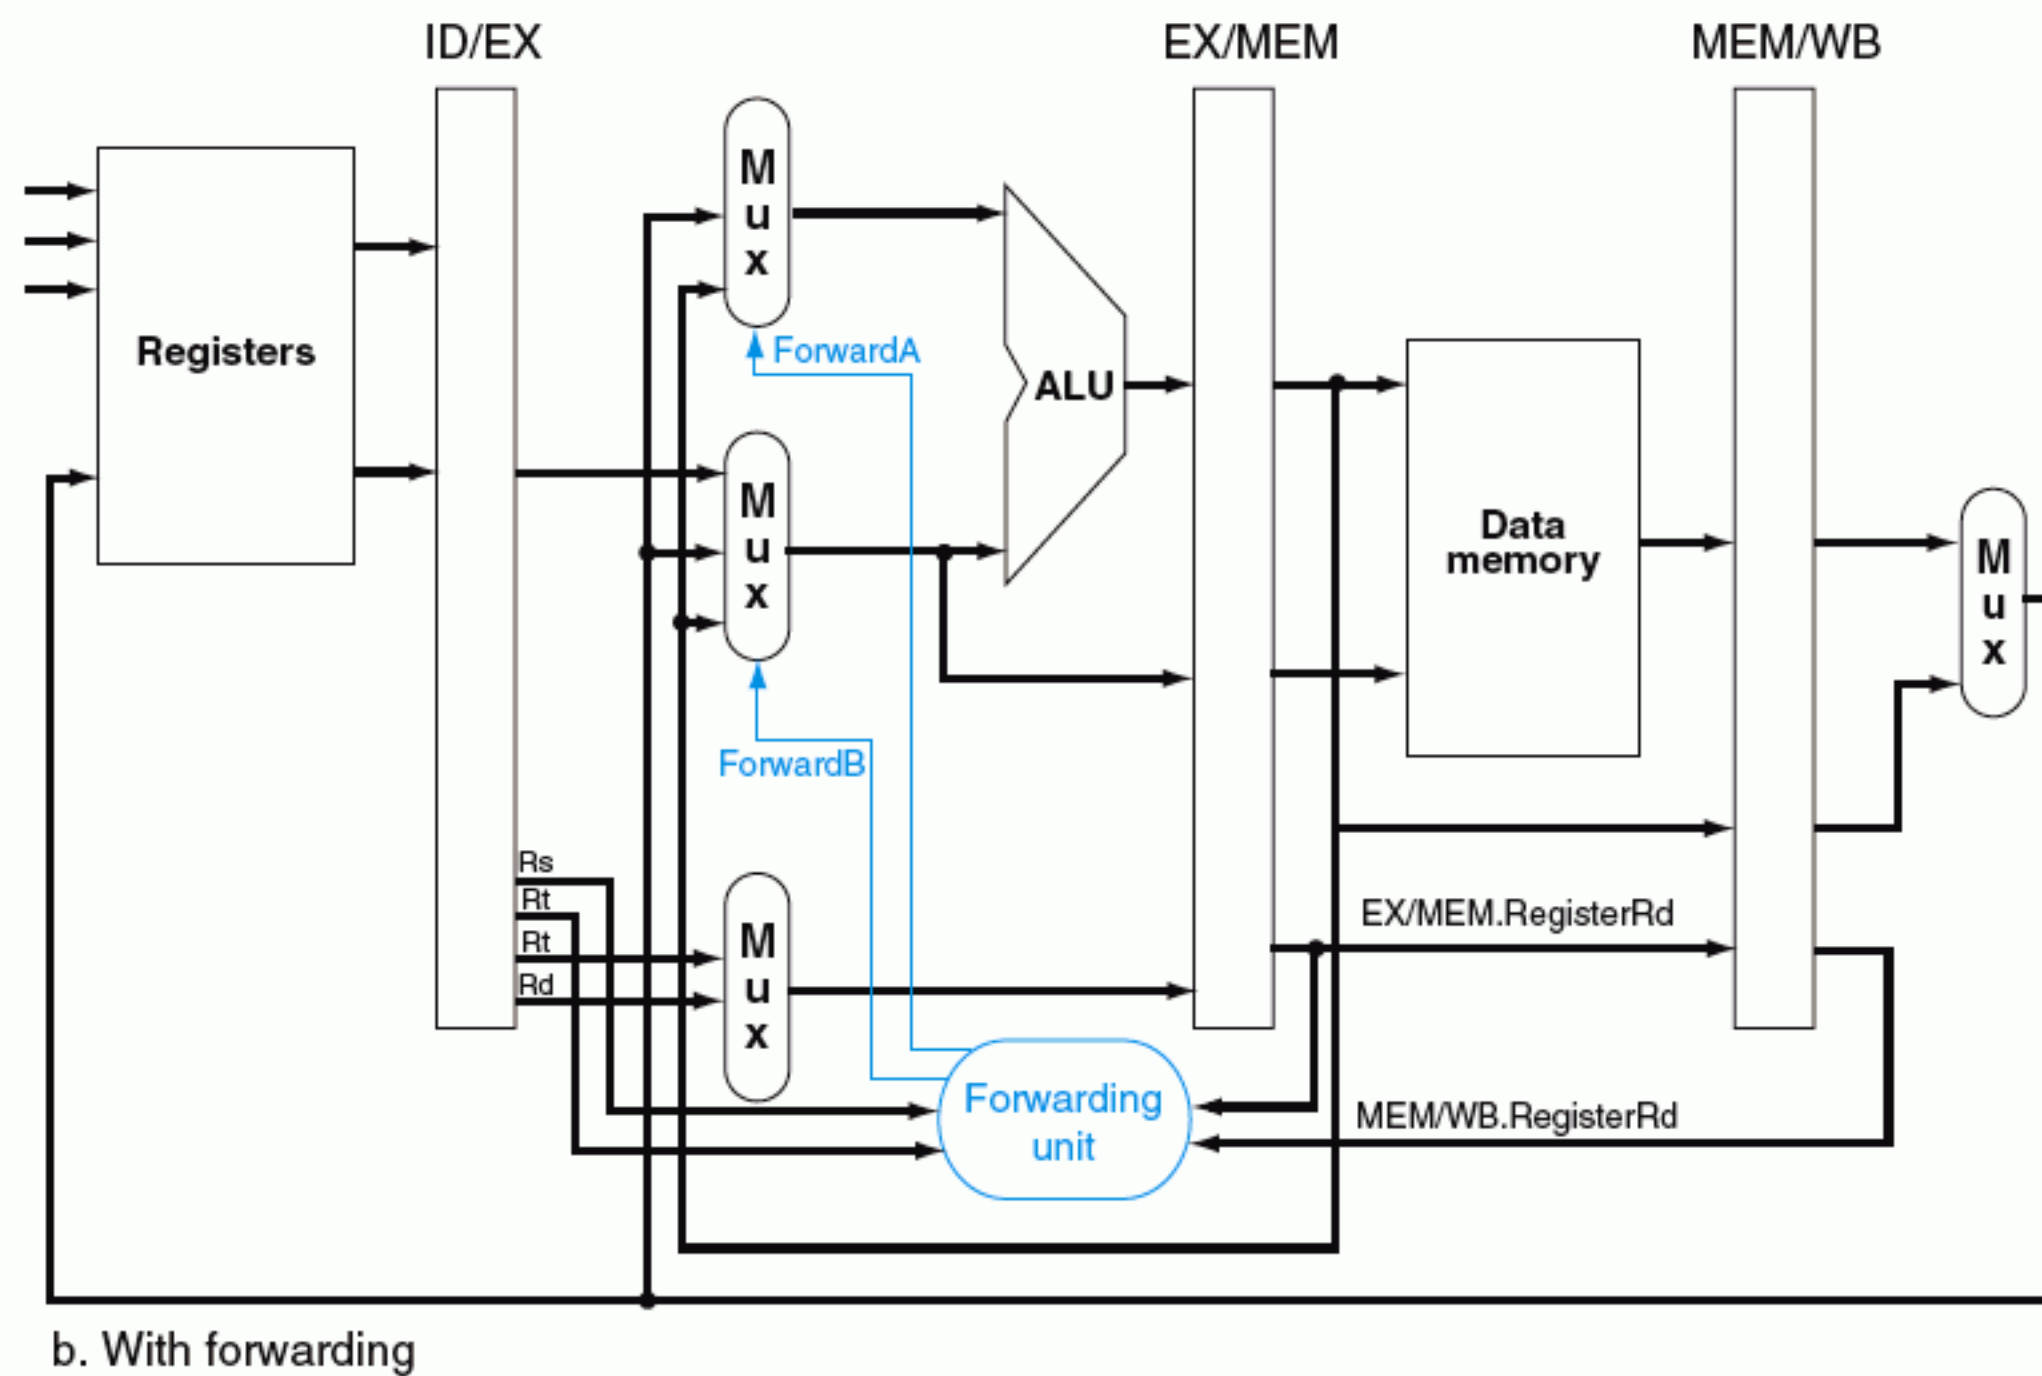 ID/EX
EX/MEM
MEM/WB
M
u
x
Registers
ForwardA
ALU
M
u
x
Data
memory
M
u
x
ForwardB
Rs
Rt
Rt
Rd
M
u
x
EX/MEM.RegisterRd
Forwarding
unit
MEM/WB.RegisterRd
b. With forwarding